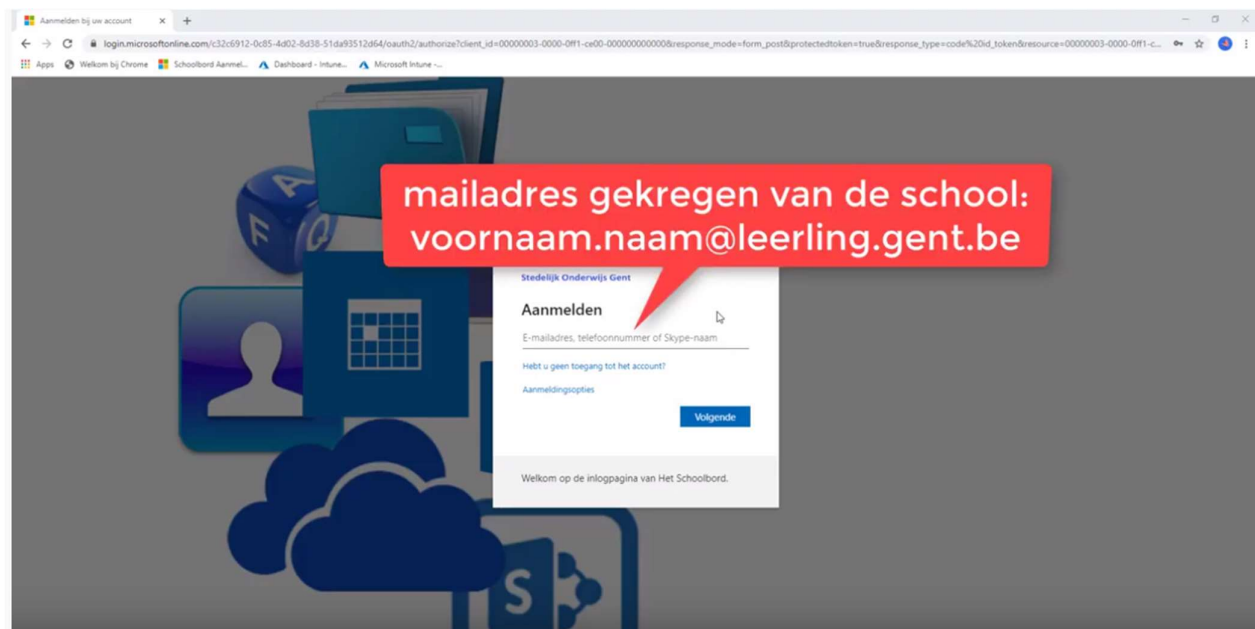 Aanmelden bij uw account
login.microsoftonline.com/c32c6912-0c85-4d02-8d38-51da93512d64/oauth2/authorize?client_id=00000003-0000-0ff1-ce00-000000000000&response_mode=form_post&protectedtoken=true&response_type=code%20id_token&resource=00000003-0000-0ff1-c...
Apps Welkom bij Chrome Schoolbord Aanmel... Dashboard - Intune... Microsoft Intune -...
mailadres gekregen van de school:
voornaam.naam@leerling.gent.be
Stedelijk Onderwijs Gent
Aanmelden
E-mailadres, telefoonnummer of Skype-naam
Hebt u geen toegang tot het account?
Aanmeldingsopties
Volgende
Welkom op de inlogpagina van Het Schoolbord.
A
F
Q
S